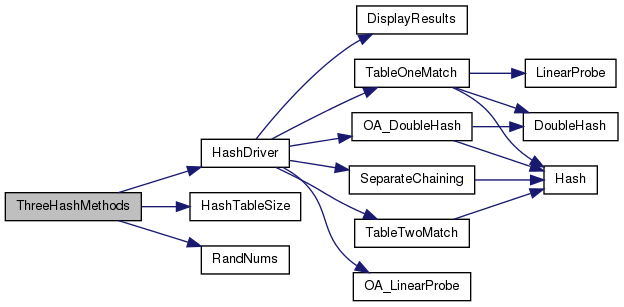 DisplayResults
TableOneMatch
LinearProbe
OA_DoubleHash
DoubleHash
HashDriver
SeparateChaining
Hash
ThreeHashMethods
HashTableSize
TableTwoMatch
RandNums
OA_LinearProbe